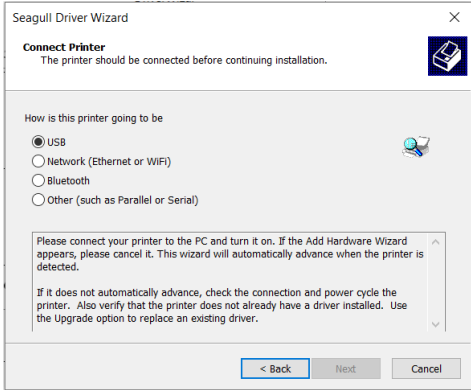 Seagull Driver Wizard
Connect Printer
The printer should be connected before continuing installation.
How is this printer going to be
USB
Network (Ethernet or WiFi)
Bluetooth
Other (such as Parallel or Serial)
Please connect your printer to the PC and turn it on. If the Add Hardware Wizard
appears, please cancel it. This wizard will automatically advance when the printer is
detected.
If it does not automatically advance, check the connection and power cycle the
printer. Also verify that the printer does not already have a driver installed. Use
the Upgrade option to replace an existing driver.
< Back
Next
Cancel